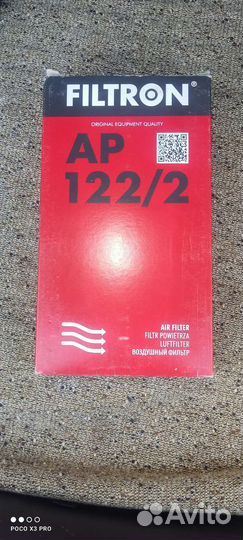 FILTRON®
ORIGINAL EQUIPMENT QUALITY
AP
122/2
AIR FILTER
FILTR POWIETRZA
LUFTFILTER
ВОЗДУШНЫЙ ФИЛЬТР
POCO X3 PRO
Avito